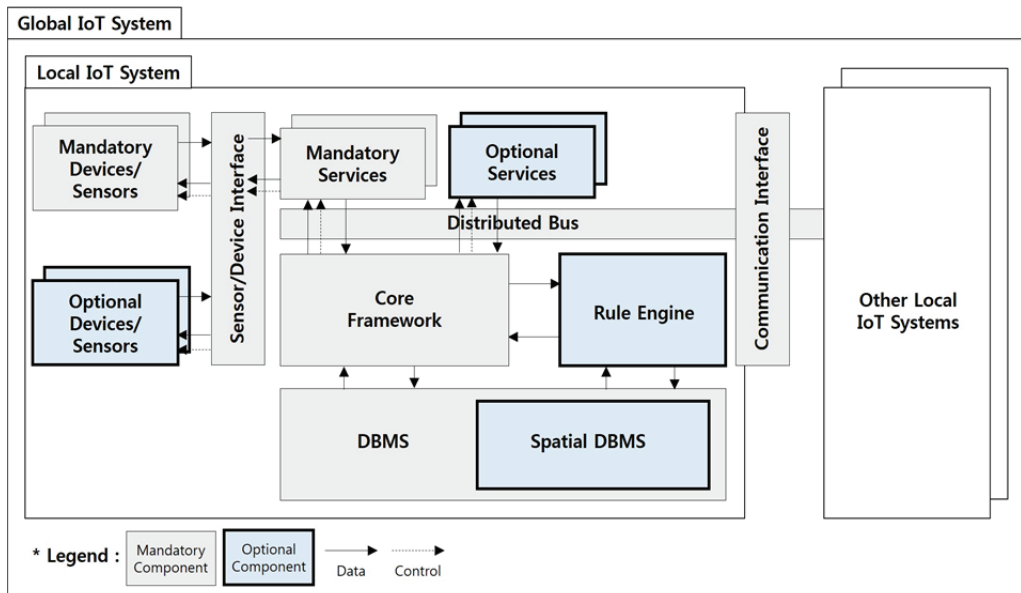 Global IoT System
Local IoT System
Mandatory
Devices/
Sensors
Sensor/Device Interface
Mandatory
Services
Optional
Services
Distributed Bus
Communication Interface
Optional
Devices/
Sensors
Core
Framework
Rule Engine
Other Local
IoT Systems
DBMS
Spatial DBMS
* Legend :
Mandatory
Component
Optional
Component
Data
Control